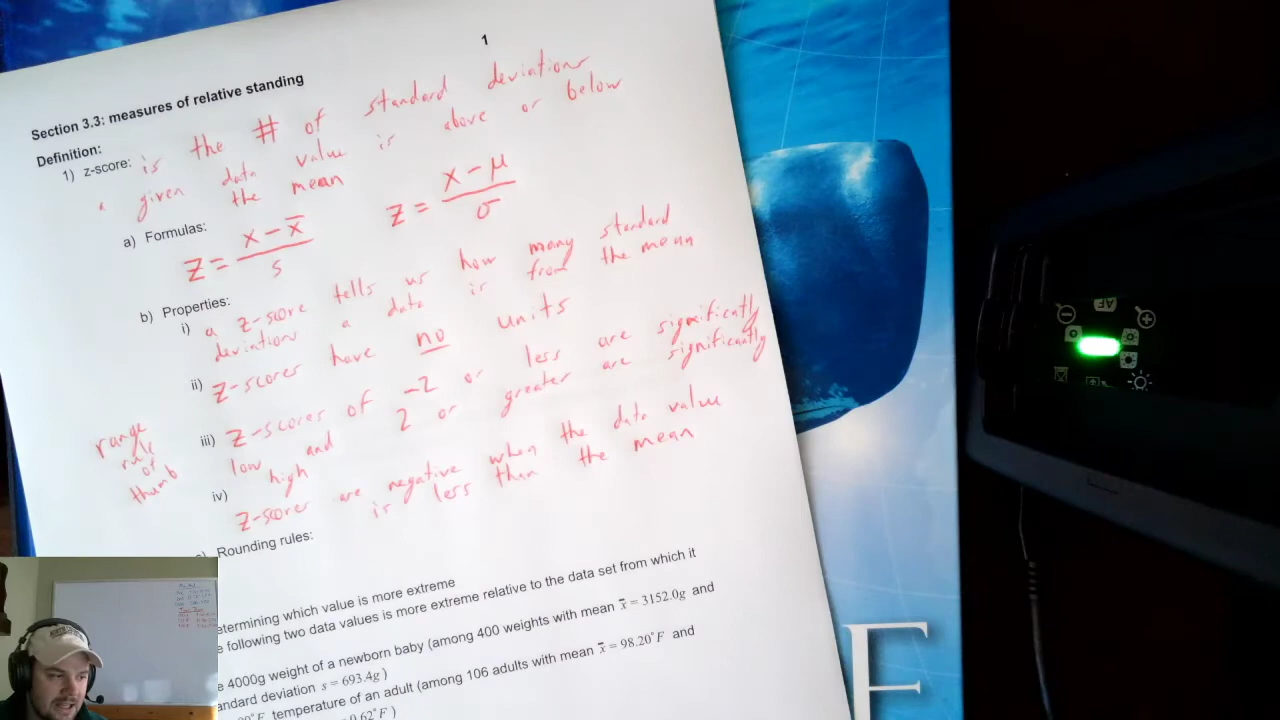 1
Section 3.3: measures of relative standing
Definition:
1) z-score: is the # of standard deviations
a given data value is above or below
the mean
a) Formulas:
z = (x - x̄) / s
z = (x - μ) / σ
b) Properties:
i) a z-score tells us how many standard
deviation a data is from the mean
ii) z-scores have no units
iii) z-scores of -2 or less are significantly
low and 2 or greater are significantly
high
range
rule
of
thumb
iv) z-scores are negative when the data value
is less than the mean
Rounding rules:
etermining which value is more extreme
following two data values is more extreme relative to the data set from which it
4000g weight of a newborn baby (among 400 weights with mean x̄ = 3152.0g and
andard deviation s = 693.4g)
temperature of an adult (among 106 adults with mean x̄ = 98.20°F and
0.62°F)
AF
F